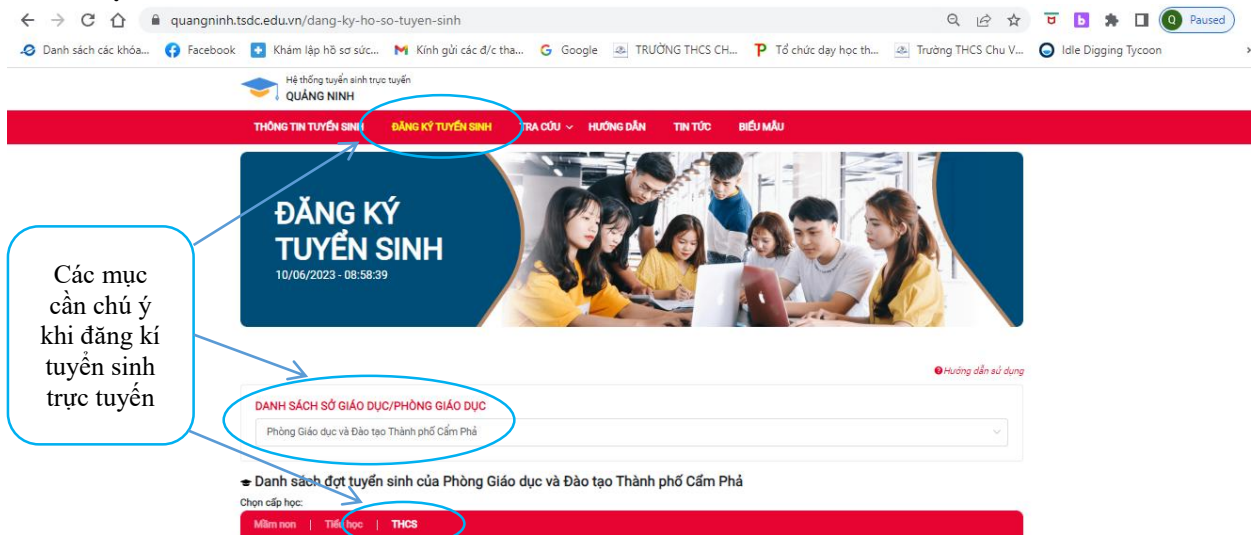 quangninh.tsdc.edu.vn/dang-ky-ho-so-tuyen-sinh
Paused
Danh sách các khóa...
Facebook
Khám lập hồ sơ sức...
Kính gửi các đ/c tha...
Google
TRƯỜNG THCS CH...
Tổ chức dạy học th...
Trường THCS Chu V...
Idle Digging Tycoon
Hệ thống tuyển sinh trực tuyến
QUẢNG NINH
THÔNG TIN TUYỂN SINH
ĐĂNG KÝ TUYỂN SINH
TRA CỨU
HƯỚNG DẪN
TIN TỨC
BIỂU MẪU
ĐĂNG KÝ
TUYỂN SINH
10/06/2023 - 08:58:39
Các mục
cần chú ý
khi đăng kí
tuyển sinh
trực tuyến
Hướng dẫn sử dụng
DANH SÁCH SỞ GIÁO DỤC/PHÒNG GIÁO DỤC
Phòng Giáo dục và Đào tạo Thành phố Cẩm Phả
Danh sách đợt tuyển sinh của Phòng Giáo dục và Đào tạo Thành phố Cẩm Phả
Chọn cấp học:
Mầm non | Tiểu học | THCS